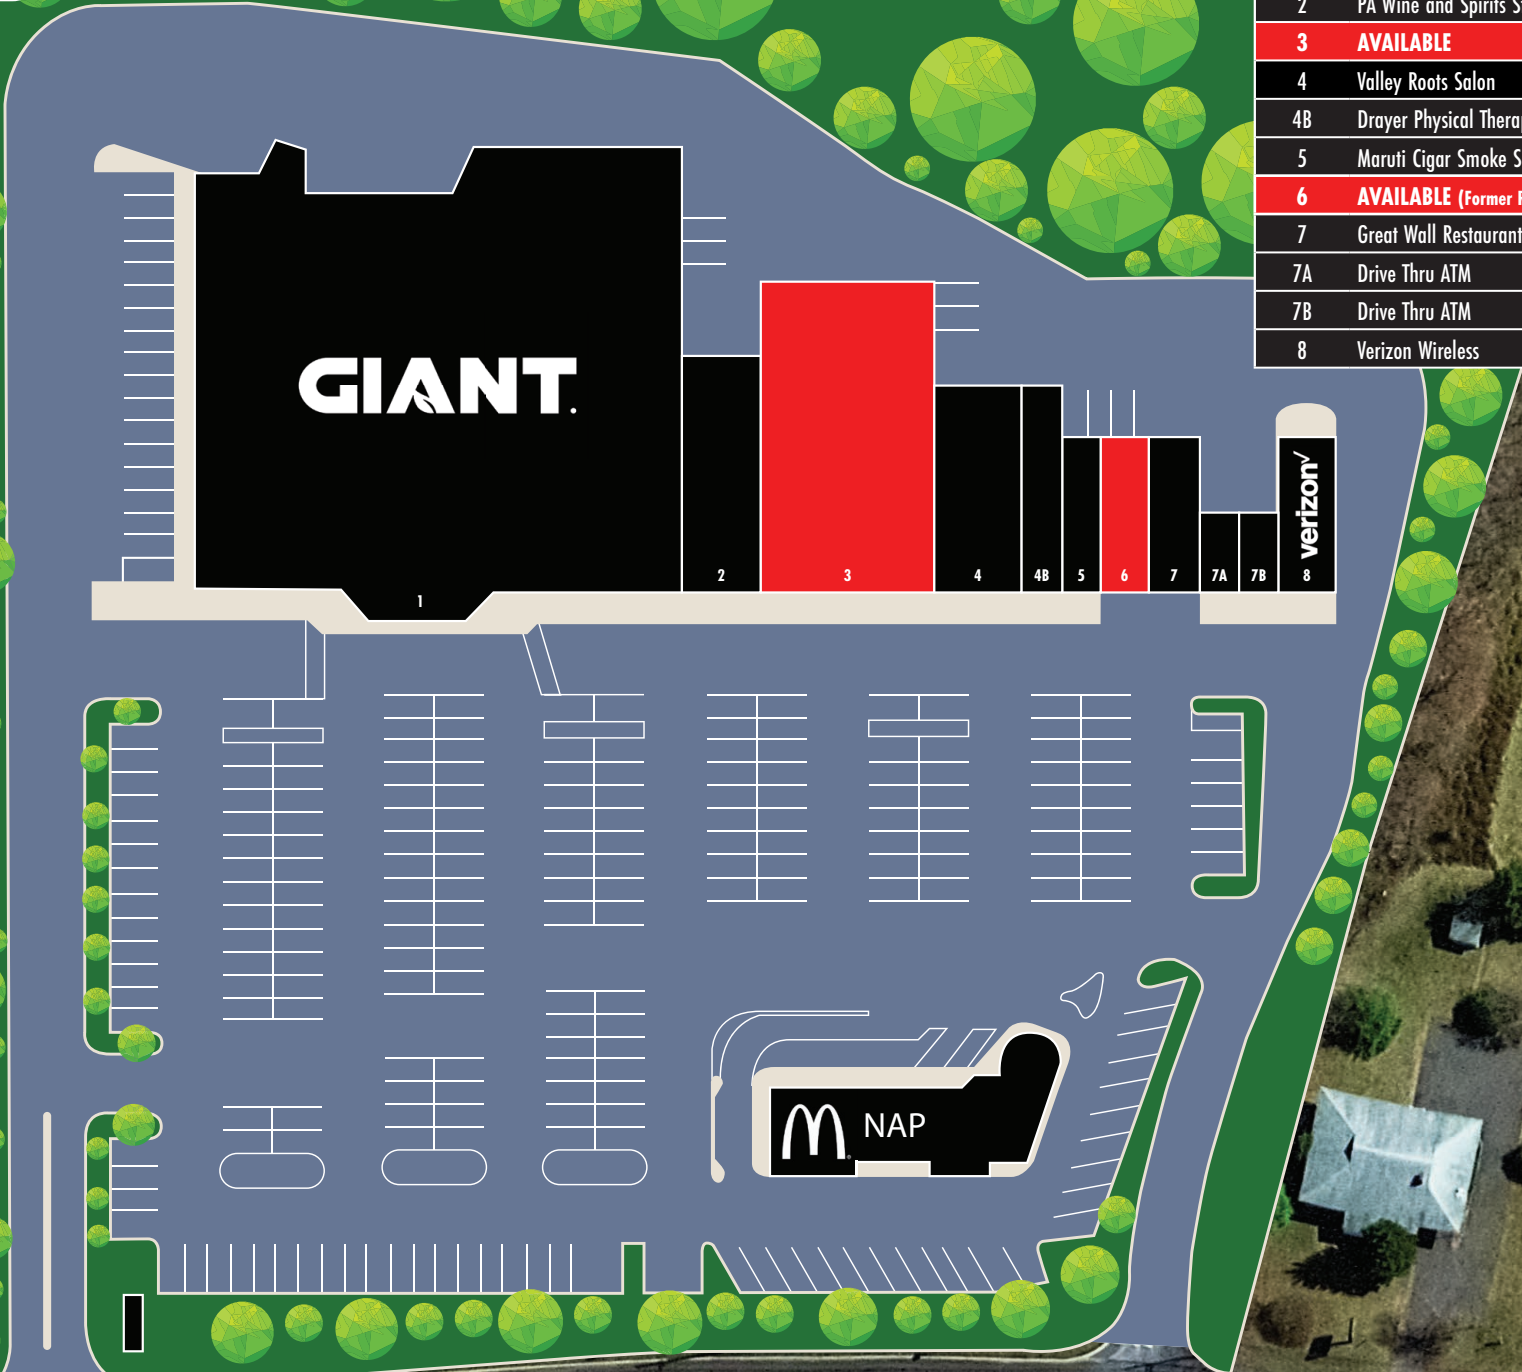 2 PA Wine and Spirits
3 AVAILABLE
4 Valley Roots Salon
4B Drayer Physical
5 Maruti Cigar Smoke
6 AVAILABLE (Former
7 Great Wall Restaurant
7A Drive Thru ATM
7B Drive Thru ATM
8 Verizon Wireless
GIANT.
verizon
1
2
3
4
4B
5
6
7
7A
7B
8
NAP